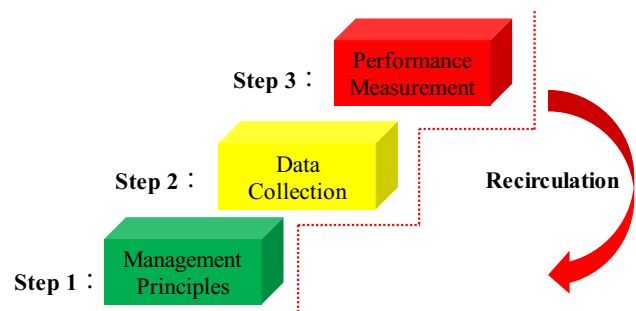 Step 3：
Performance
Measurement
Step 2：
Data
Collection
Recirculation
Step 1：
Management
Principles